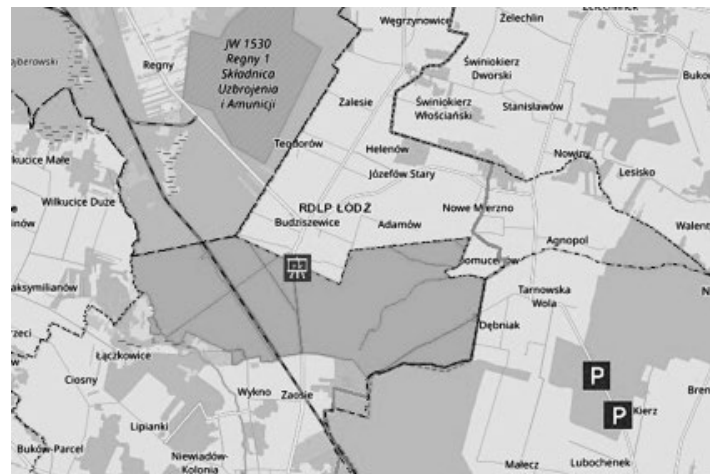 Węgrzynowice
Żelechlin
JW 1530
Regny 1
Składnica
Uzbrojenia
i Amunicji
Regny
Świniokierz
Dworski
Zalesie
Świniokierz
Włościański
Stanisławów
Teodorów
Helenów
Nowiny
Józefów Stary
Lesisko
Wilkucice Duże
RDLP ŁÓDŹ
Nowe Mierzno
Budziszewice
Adamów
Agnopol
Tarnowska
Wola
Dębniak
Łączkowice
Ciosny
Wykno
Zaosie
P
P
Kierz
Lipianki
Buków-Parcel
Niewiadów-
Kolonia
Małecz
Lubochenek